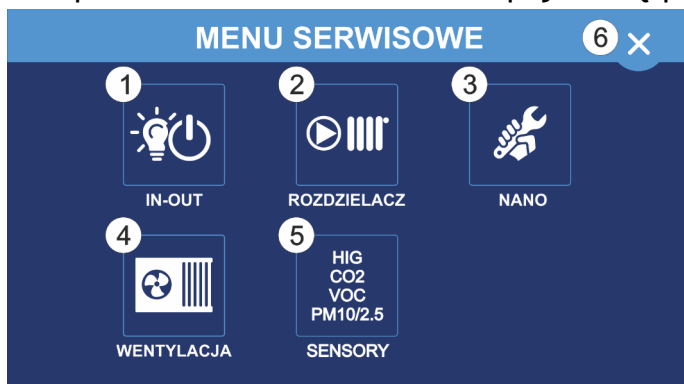 MENU SERWISOWE
6
1
2
3
IN-OUT
ROZDZIELACZ
NANO
4
5
HIG
CO2
VOC
PM10/2.5
WENTYLACJA
SENSORY